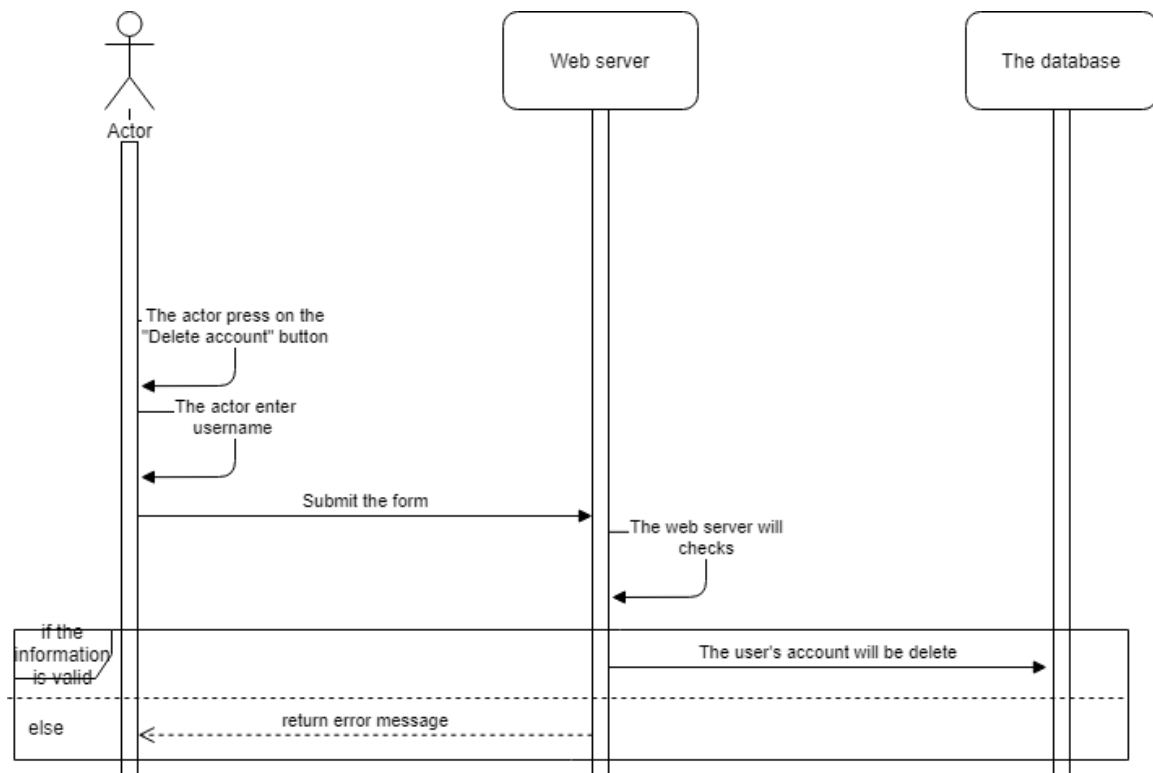 Web server
The database
Actor
The actor press on the
"Delete account" button
The actor enter
username
Submit the form
The web server will
checks
if the
information
is valid
The user's account will be delete
else
return error message